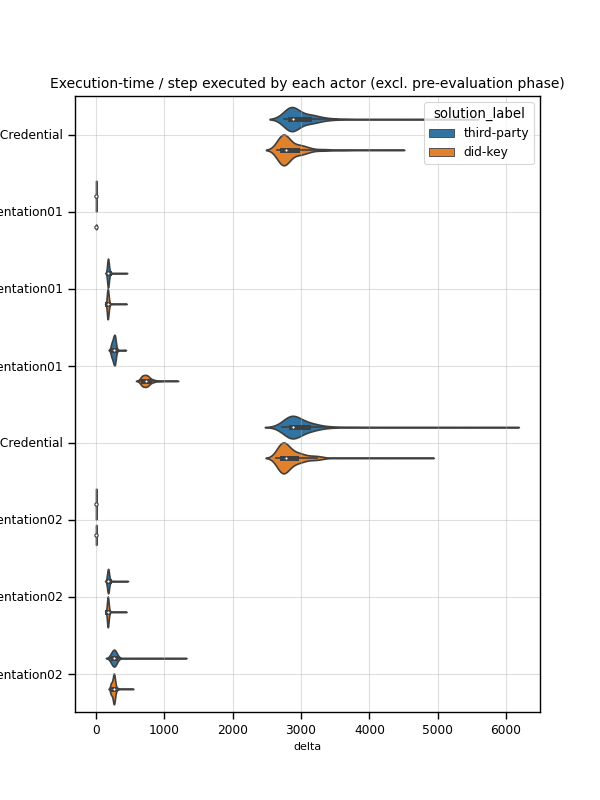 Execution-time / step executed by each actor (excl. pre-evaluation phase)
solution_label
third-party
did-key
Credential
entation01
entation01
entation01
Credential
entation02
entation02
entation02
0 1000 2000 3000 4000 5000 6000
delta